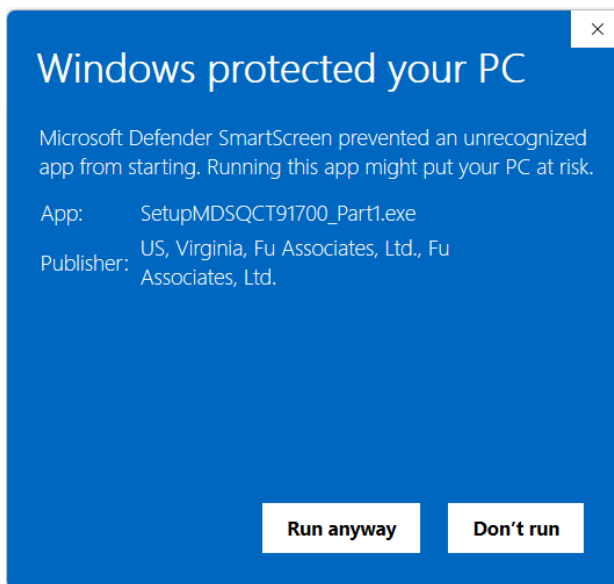 Windows protected your PC
Microsoft Defender SmartScreen prevented an unrecognized
app from starting. Running this app might put your PC at risk.
App: SetupMDSQCT91700_Part1.exe
Publisher: US, Virginia, Fu Associates, Ltd., Fu
Associates, Ltd.
Run anyway Don’t run